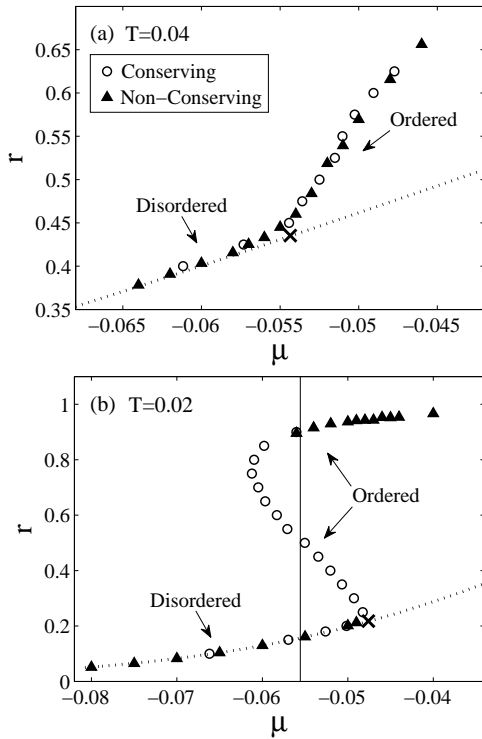 (a) T=0.04
Conserving
Non-Conserving
Ordered
Disordered
r
0.65
0.6
0.55
0.5
0.45
0.4
0.35
−0.065 −0.06 −0.055 −0.05 −0.045
μ
(b) T=0.02
Ordered
Disordered
r
1
0.8
0.6
0.4
0.2
0
−0.08 −0.07 −0.06 −0.05 −0.04
μ